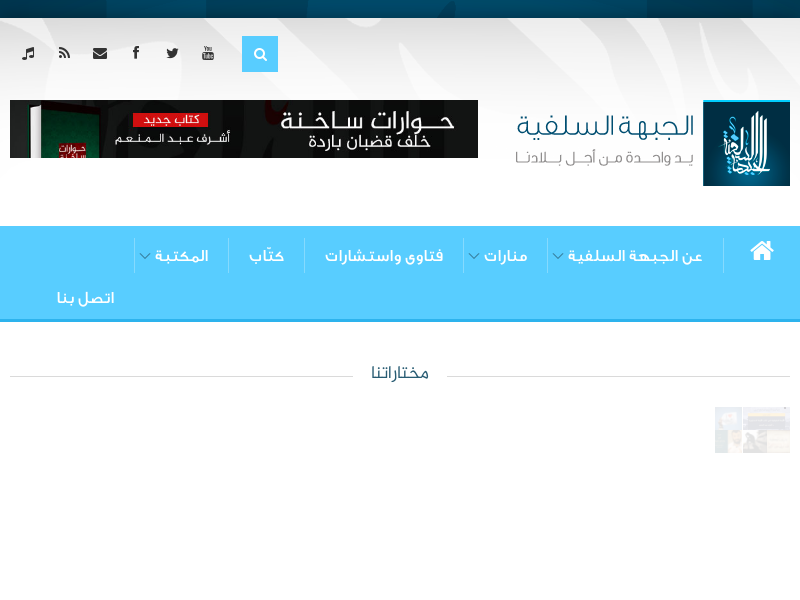 You Tube
الجبهة السلفية
يد واحدة من أجل بلادنا
حوارات ساخنة
خلف قضبان باردة
كتاب جديد
أشرف عبد المنعم
حوارات
ساخنة
عن الجبهة السلفية
منارات
فتاوى واستشارات
كتّاب
المكتبة
اتصل بنا
مختاراتنا